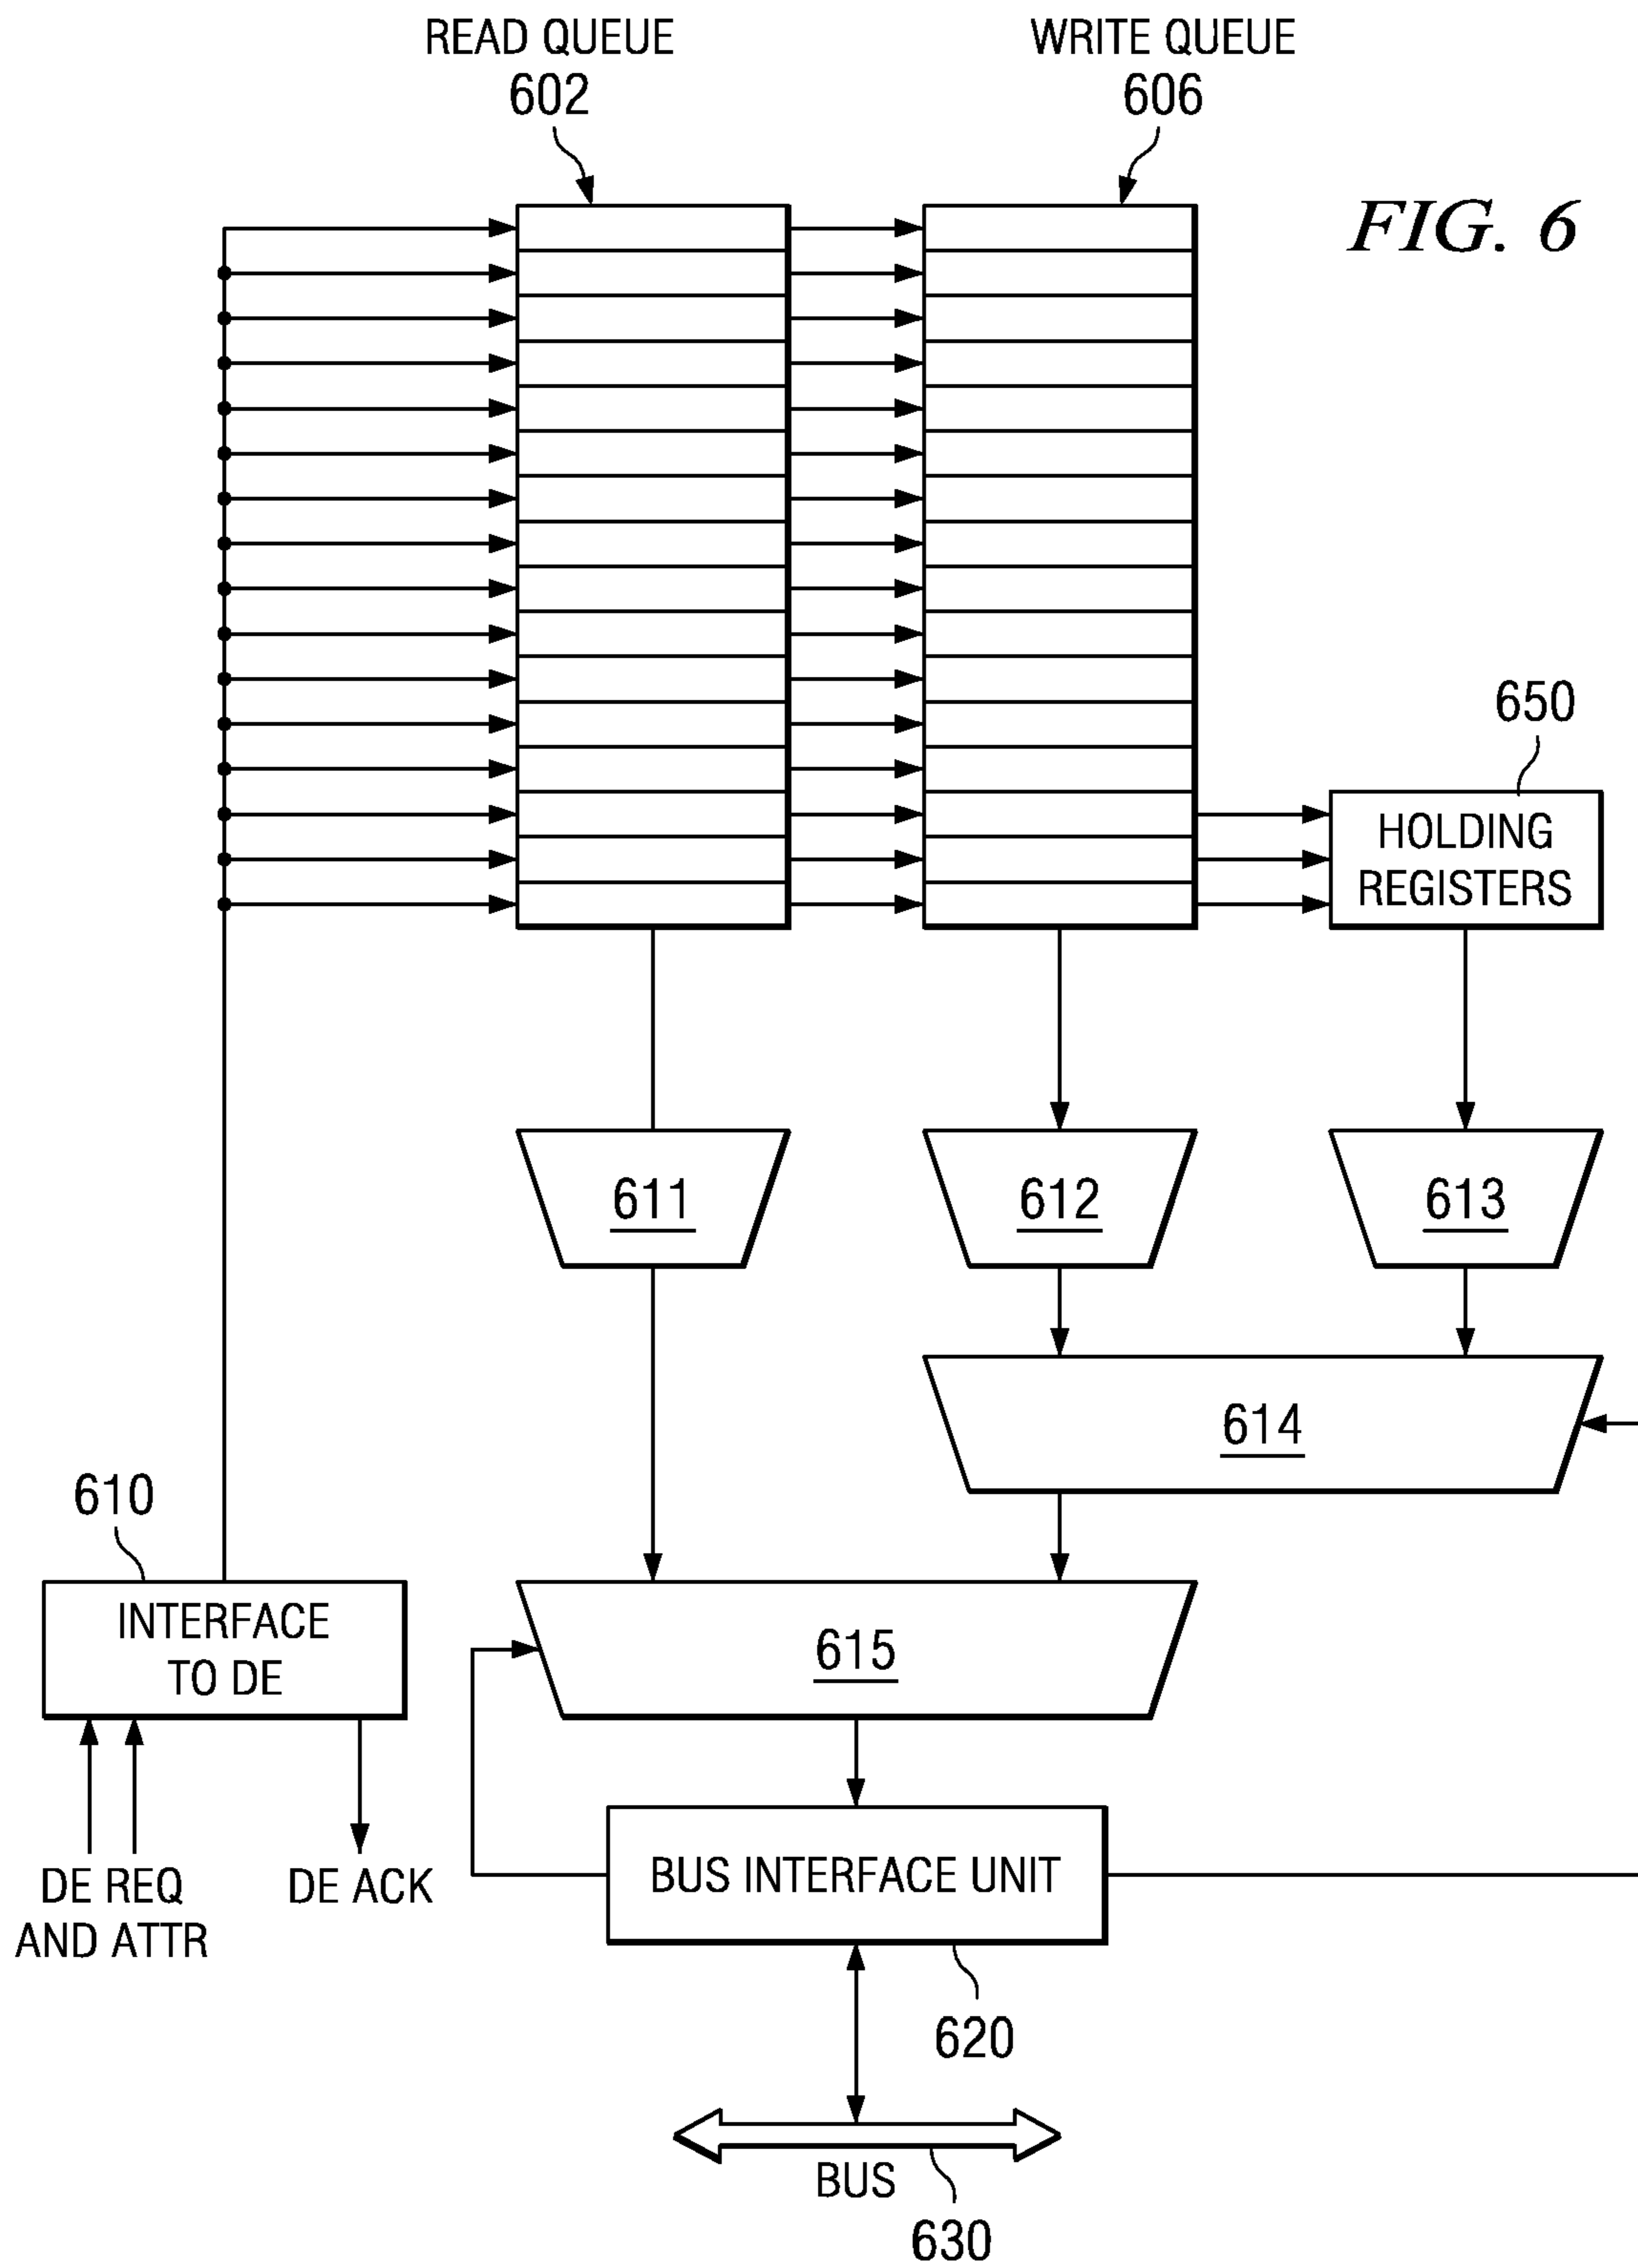 READ QUEUE
602
WRITE QUEUE
606
FIG. 6
650
HOLDING
REGISTERS
611
612
613
614
610
INTERFACE
TO DE
615
DE REQ
AND ATTR
DE ACK
BUS INTERFACE UNIT
620
BUS
630